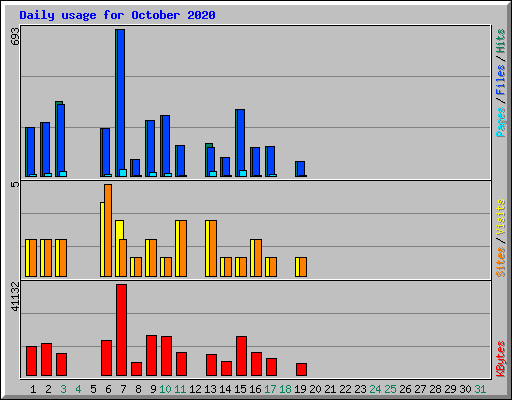 Daily usage for October 2020
693
Pages / Files / Hits
5
Sites / Visits
41132
KBytes
1 2 3 4 5 6 7 8 9 10 11 12 13 14 15 16 17 18 19 20 21 22 23 24 25 26 27 28 29 30 31